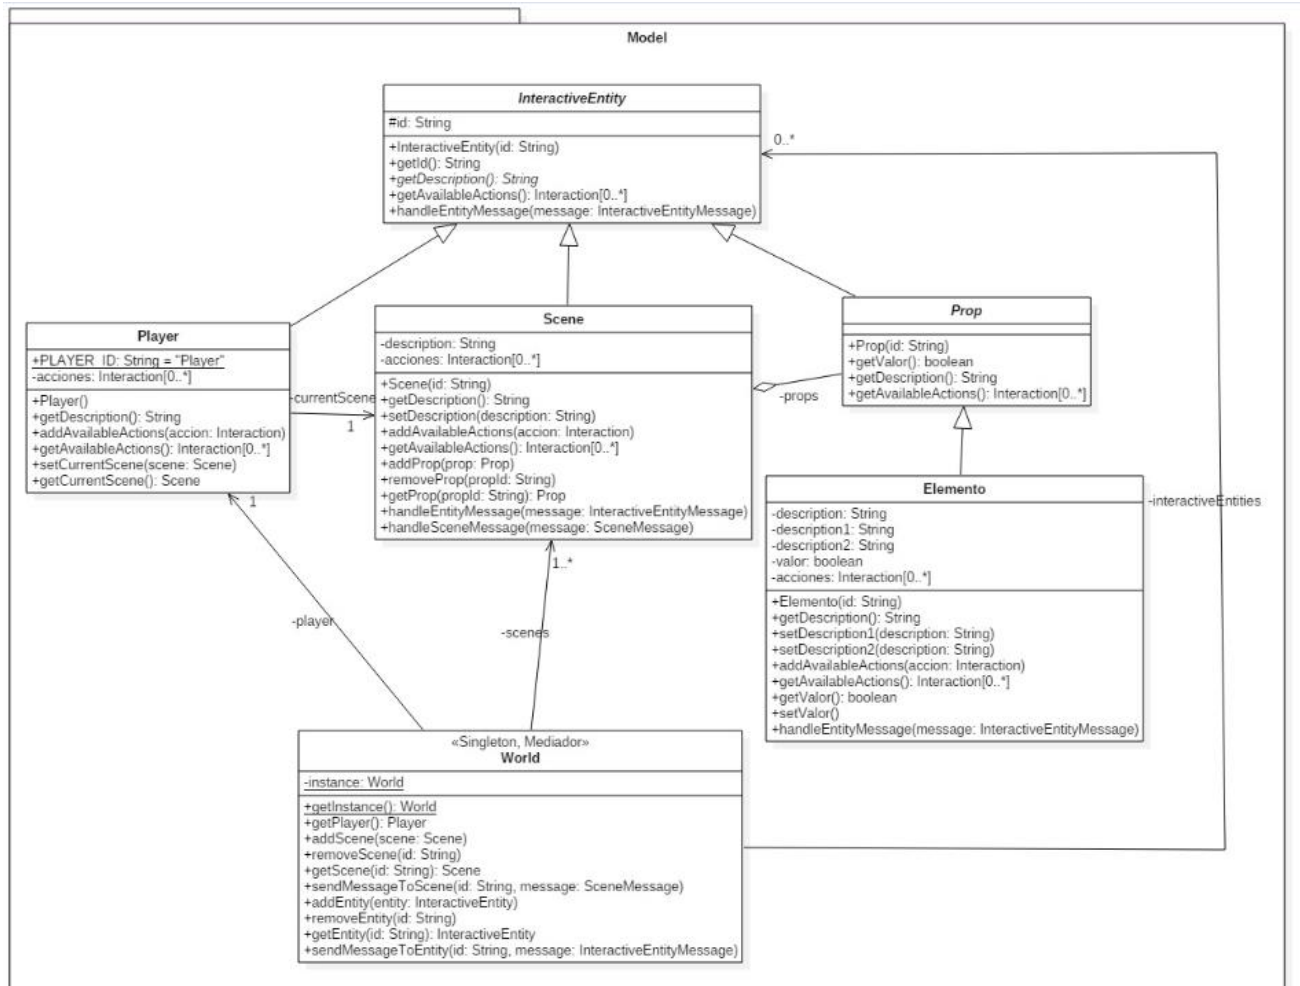 Model
InteractiveEntity
#id: String
+InteractiveEntity(id: String)
+getId(): String
+getDescription(): String
+getAvailableActions(): Interaction[0..*]
+handleEntityMessage(message: InteractiveEntityMessage)
0..*
Player
+PLAYER_ID: String = "Player"
-acciones: Interaction[0..*]
+Player()
+getDescription(): String
+addAvailableActions(accion: Interaction)
+getAvailableActions(): Interaction[0..*]
+setCurrentScene(scene: Scene)
+getCurrentScene(): Scene
-currentScene
1
Scene
-description: String
-acciones: Interaction[0..*]
+Scene(id: String)
+getDescription(): String
+setDescription(description: String)
+addAvailableActions(accion: Interaction)
+getAvailableActions(): Interaction[0..*]
+addProp(prop: Prop)
+removeProp(propId: String)
+getProp(propId: String): Prop
+handleEntityMessage(message: InteractiveEntityMessage)
+handleSceneMessage(message: SceneMessage)
-props
Prop
+Prop(id: String)
+getValor(): boolean
+getDescription(): String
+getAvailableActions(): Interaction[0..*]
Elemento
-description: String
-description1: String
-description2: String
-valor: boolean
-acciones: Interaction[0..*]
+Elemento(id: String)
+getDescription(): String
+setDescription1(description: String)
+setDescription2(description: String)
+addAvailableActions(accion: Interaction)
+getAvailableActions(): Interaction[0..*]
+getValor(): boolean
+setValor()
+handleEntityMessage(message: InteractiveEntityMessage)
-interactiveEntities
1
1..*
-player
-scenes
«Singleton, Mediador»
World
-instance: World
+getInstance(): World
+getPlayer(): Player
+addScene(scene: Scene)
+removeScene(id: String)
+getScene(id: String): Scene
+sendMessageToScene(id: String, message: SceneMessage)
+addEntity(entity: InteractiveEntity)
+removeEntity(id: String)
+getEntity(id: String): InteractiveEntity
+sendMessageToEntity(id: String, message: InteractiveEntityMessage)